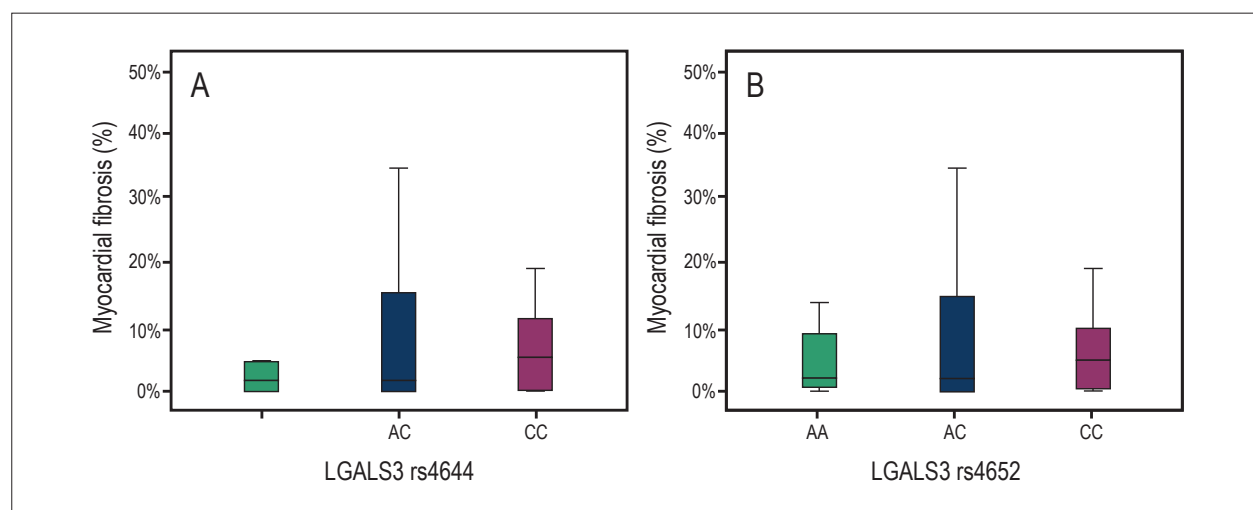 A
50%
40%
30%
20%
10%
0%
Myocardial fibrosis (%)
AC
CC
LGALS3 rs4644
B
50%
40%
30%
20%
10%
0%
Myocardial fibrosis (%)
AA
AC
CC
LGALS3 rs4652